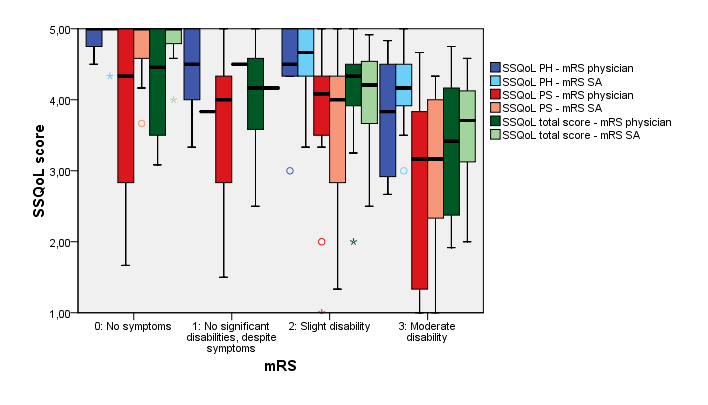 SSQoL score
5,00
4,00
3,00
2,00
1,00
0: No symptoms
1: No significant
disabilities, despite
symptoms
2: Slight disability
3: Moderate
disability
mRS
SSQoL PH - mRS physician
SSQoL PH - mRS SA
SSQoL PS - mRS physician
SSQoL PS - mRS SA
SSQoL total score - mRS physician
SSQoL total score - mRS SA